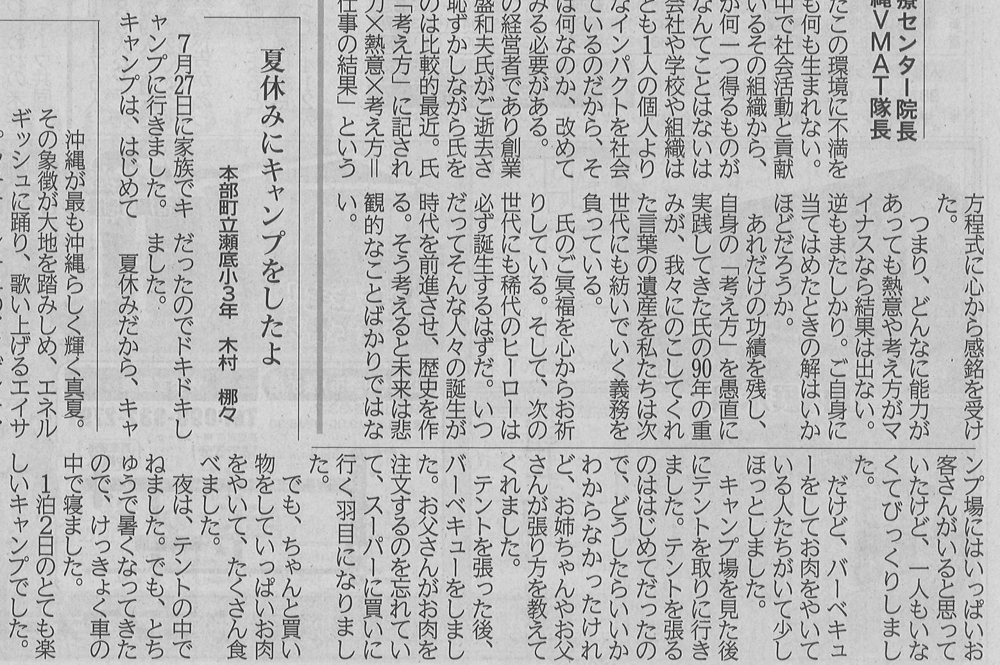 療センター院長
縄ＶＭＡＴ隊長
たこの環境に不満を
も何も生まれない。
中で社会活動と貢献
いるその組織から、
が何一つ得るものが
なんてことはないは
会社や学校や組織は
とも1人の個人より
なインパクトを社会
ているのだから、そ
は何なのか、改めて
みる必要がある。
の経営者であり創業
盛和夫氏がご逝去さ
恥ずかしながら氏を
のは比較的最近。氏
「考え方」に記され
力×熱意×考え方＝
仕事の結果」という
方程式に心から感銘を受け
た。
つまり、どんなに能力が
あっても熱意や考え方がマ
イナスなら結果は出ない。
逆もまたしかり。ご自身に
当てはめたときの解はいか
ほどだろうか。
あれだけの功績を残し、
自身の「考え方」を愚直に
実践してきた氏の90年の重
みが、我々にのこしてくれ
た言葉の遺産を私たちは次
世代にも紡いでいく義務を
負っている。
氏のご冥福を心からお祈
りしている。そして、次の
世代にも稀代のヒーローは
必ず誕生するはずだ。いつ
だってそんな人々の誕生が
時代を前進させ、歴史を作
る。そう考えると未来は悲
観的なことばかりではな
い。
夏休みにキャンプをしたよ
本部町立瀬底小3年　木村　梛々
7月27日に家族でキ
ャンプに行きました。
キャンプは、はじめて
だったのでドキドキし
ました。
夏休みだから、キャ
ンプ場にはいっぱいお
客さんがいると思って
いたけど、一人もいな
くてびっくりしまし
た。
だけど、バーベキュ
ーをしてお肉をやいて
いる人たちがいて少し
ほっとしました。
キャンプ場を見た後
にテントを取りに行き
ました。テントを張る
のははじめてだったの
で、どうしたらいいか
わからなかったけれ
ど、お姉ちゃんやお父
さんが張り方を教えて
くれました。
テントを張った後、
バーベキューをしまし
た。お父さんがお肉を
注文するのを忘れてい
て、スーパーに買いに
行く羽目になりまし
た。
でも、ちゃんと買い
物をしていっぱいお肉
をやいて、たくさん食
べました。
夜は、テントの中で
ねました。でも、とち
ゅうで暑くなってきた
ので、けっきょく車の
中で寝ました。
1泊2日のとても楽
しいキャンプでした。
沖縄が最も沖縄らしく輝く真夏。
その象徴が大地を踏みしめ、エネル
ギッシュに踊り、歌い上げるエイサ